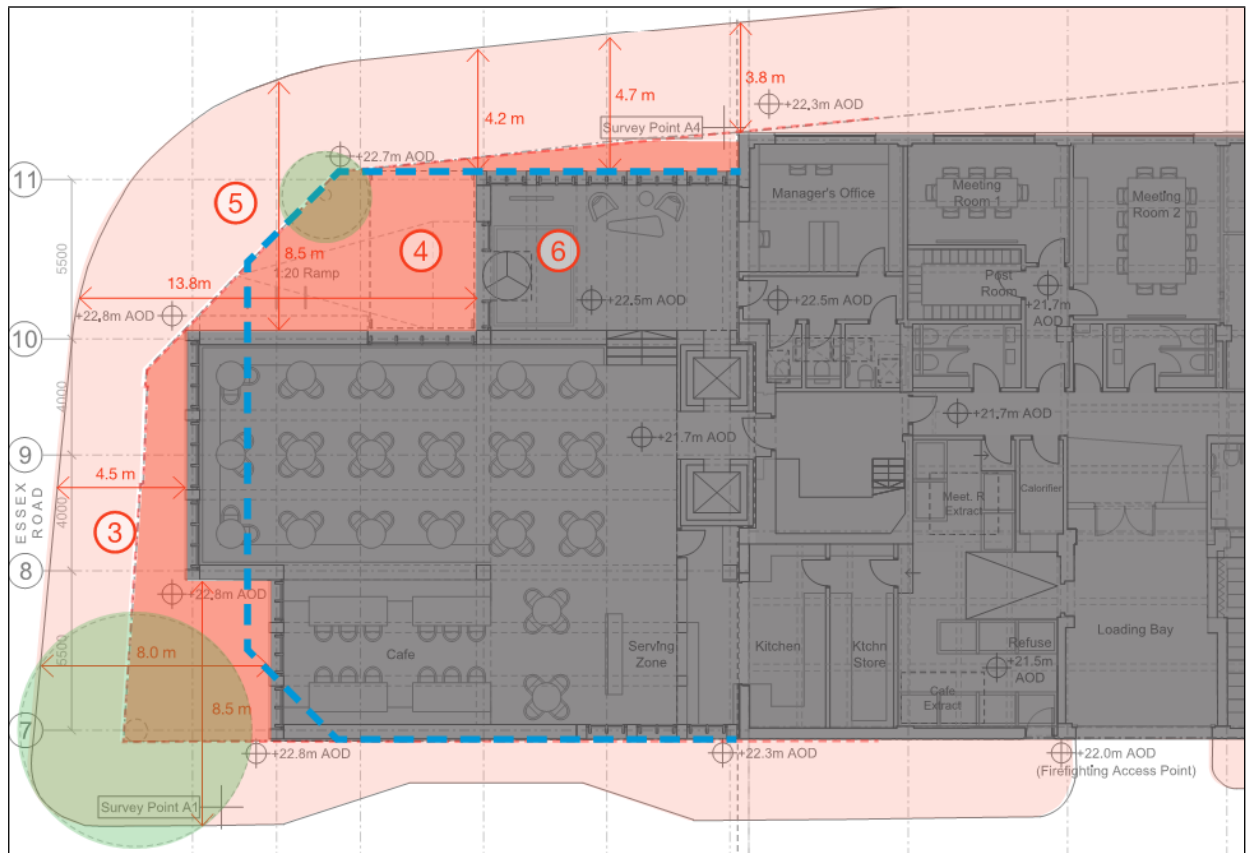 3.8 m
4.7 m
4.2 m
4.5 m
8.5 m
13.8m
8.0 m
8.5 m
+22.3m AOD
Survey Point A4
+22.7m AOD
11
5
4
6
3
5500
1:20 Ramp
+22.8m AOD
+22.5m AOD
Manager's Office
Meeting
Room 1
Meeting
Room 2
Post
Room
+22.5m AOD
+21.7m
AOD
10
4000
9
+21.7m AOD
+21.7m AOD
ESSEX
ROAD
4000
Meet. R
Extract
Calorifier
8
+22.8m AOD
5500
Cafe
Serving
Zone
Kitchen
Ktchn
Store
Refuse
+21.5m
AOD
Cafe
Extract
Loading Bay
7
+22.8m AOD
+22.3m AOD
+22.0m AOD
(Firefighting Access Point)
Survey Point A1